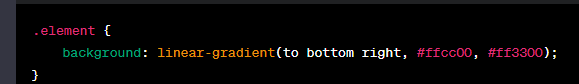 .element {
    background: linear-gradient(to bottom right, #ffcc00, #ff3300);
}